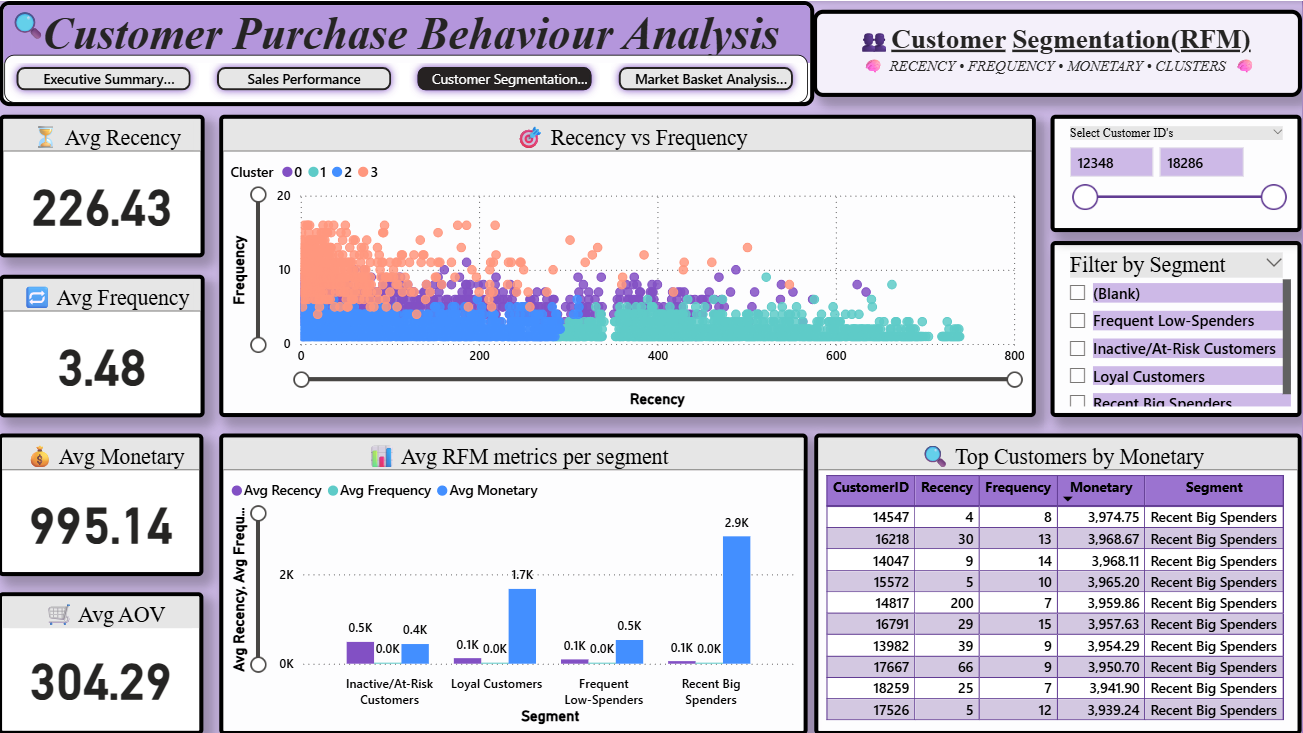 Customer Purchase Behaviour Analysis
Executive Summary...
Sales Performance
Customer Segmentation...
Market Basket Analysis...
Customer Segmentation(RFM)
RECENCY • FREQUENCY • MONETARY • CLUSTERS
Avg Recency
226.43
Avg Frequency
3.48
Avg Monetary
995.14
Avg AOV
304.29
Recency vs Frequency
Cluster 0 1 2 3
Frequency
20
10
0
0 200 400 600 800
Recency
Select Customer ID's
12348 18286
Filter by Segment
(Blank)
Frequent Low-Spenders
Inactive/At-Risk Customers
Loyal Customers
Recent Big Spenders
Avg RFM metrics per segment
Avg Recency Avg Frequency Avg Monetary
Avg Recency, Avg Frequ...
2K
0K
0.5K 0.0K 0.4K
0.1K 0.0K 1.7K
0.1K 0.0K 0.5K
0.1K 0.0K 2.9K
Inactive/At-Risk
Customers
Loyal Customers
Frequent
Low-Spenders
Recent Big
Spenders
Segment
Top Customers by Monetary
CustomerID Recency Frequency Monetary Segment
14547 4 8 3,974.75 Recent Big Spenders
16218 30 13 3,968.67 Recent Big Spenders
14047 9 14 3,968.11 Recent Big Spenders
15572 5 10 3,965.20 Recent Big Spenders
14817 200 7 3,959.86 Recent Big Spenders
16791 29 15 3,957.63 Recent Big Spenders
13982 39 9 3,954.29 Recent Big Spenders
17667 66 9 3,950.70 Recent Big Spenders
18259 25 7 3,941.90 Recent Big Spenders
17526 5 12 3,939.24 Recent Big Spenders